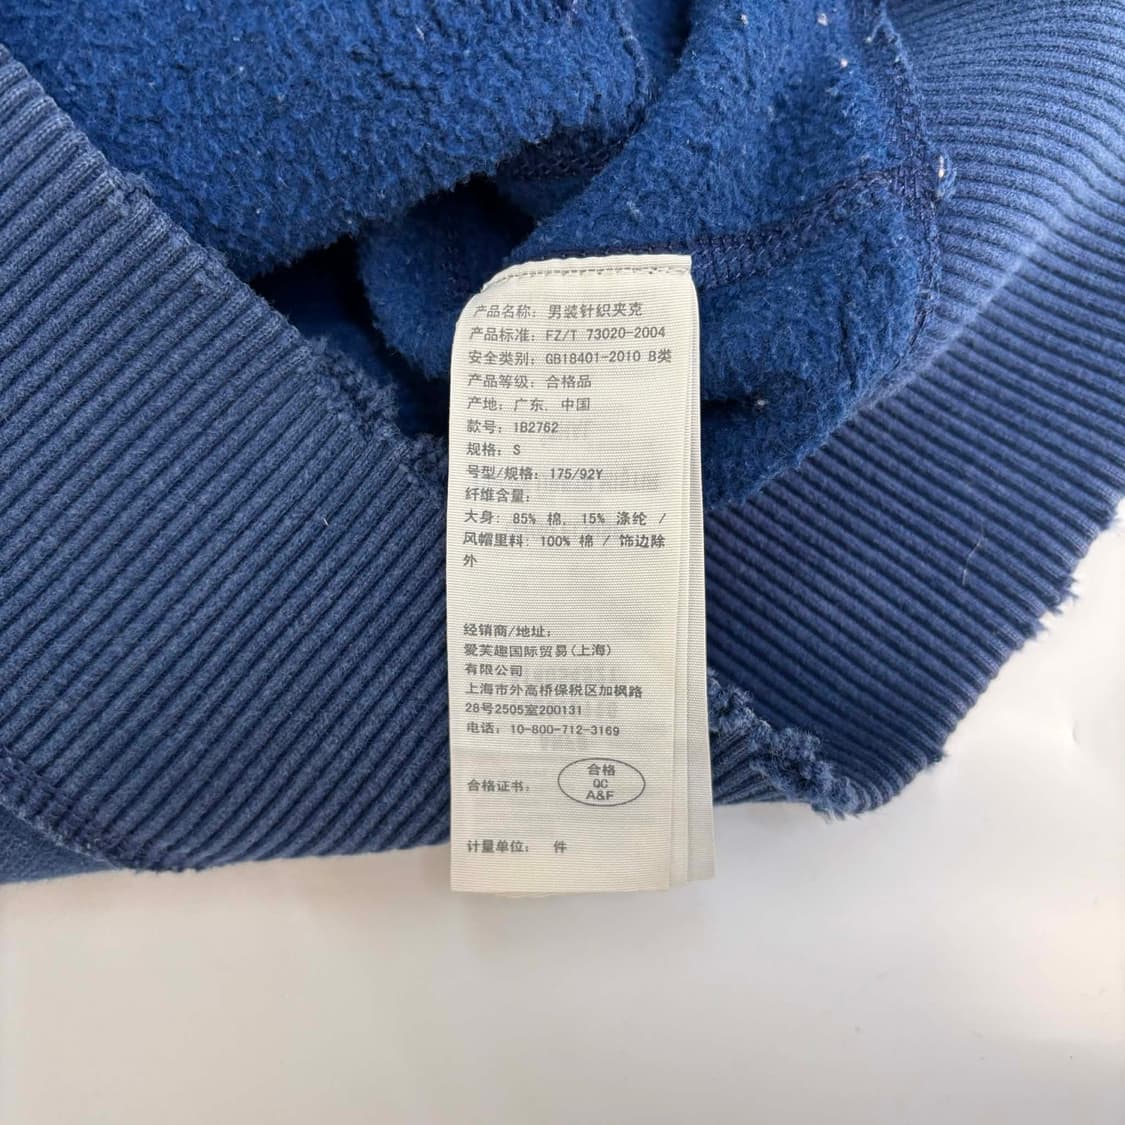 产品名称: 男装针织夹克
产品标准: FZ/T 73020-2004
安全类别: GB18401-2010 B类
产品等级: 合格品
产地: 广东, 中国
款号: 1B2762
规格: S
号型/规格: 175/92Y
纤维含量:
大身: 85% 棉, 15% 涤纶 /
风帽里料: 100% 棉 / 饰边除
外
经销商/地址:
爱芙趣国际贸易(上海)
有限公司
上海市外高桥保税区加枫路
28号2505室200131
电话: 10-800-712-3169
合格
QC
A&F
合格证书:
计量单位: 件